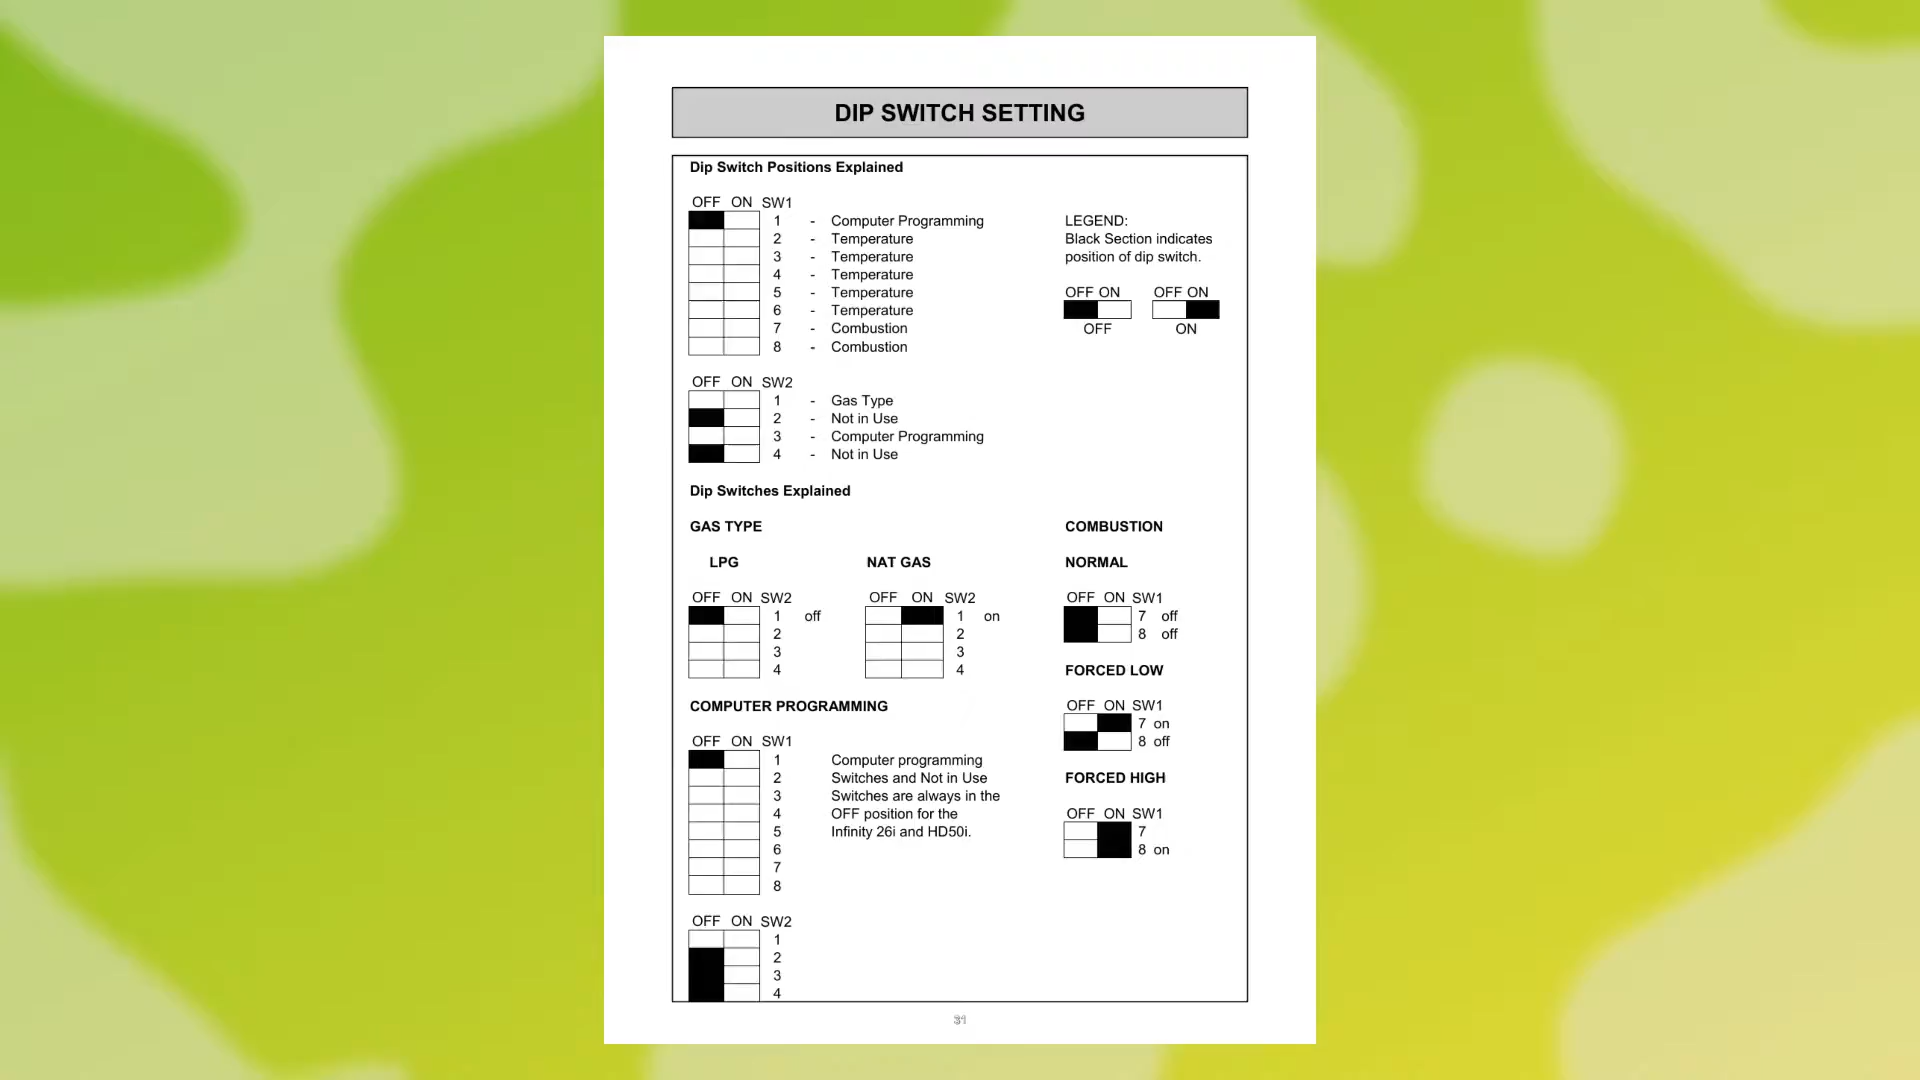 DIP SWITCH SETTING
Dip Switch Positions Explained
OFF ON SW1
1 - Computer Programming
2 - Temperature
3 - Temperature
4 - Temperature
5 - Temperature
6 - Temperature
7 - Combustion
8 - Combustion
LEGEND:
Black Section indicates
position of dip switch.
OFF ON OFF ON
OFF ON
OFF ON SW2
1 - Gas Type
2 - Not in Use
3 - Computer Programming
4 - Not in Use
Dip Switches Explained
GAS TYPE
LPG
OFF ON SW2
1 off
2
3
4
NAT GAS
OFF ON SW2
1 on
2
3
4
COMBUSTION
NORMAL
OFF ON SW1
7 off
8 off
FORCED LOW
OFF ON SW1
7 on
8 off
FORCED HIGH
OFF ON SW1
7
8 on
COMPUTER PROGRAMMING
OFF ON SW1
1
2
3
4
5
6
7
8
Computer programming
Switches and Not in Use
Switches are always in the
OFF position for the
Infinity 26i and HD50i.
OFF ON SW2
1
2
3
4
31